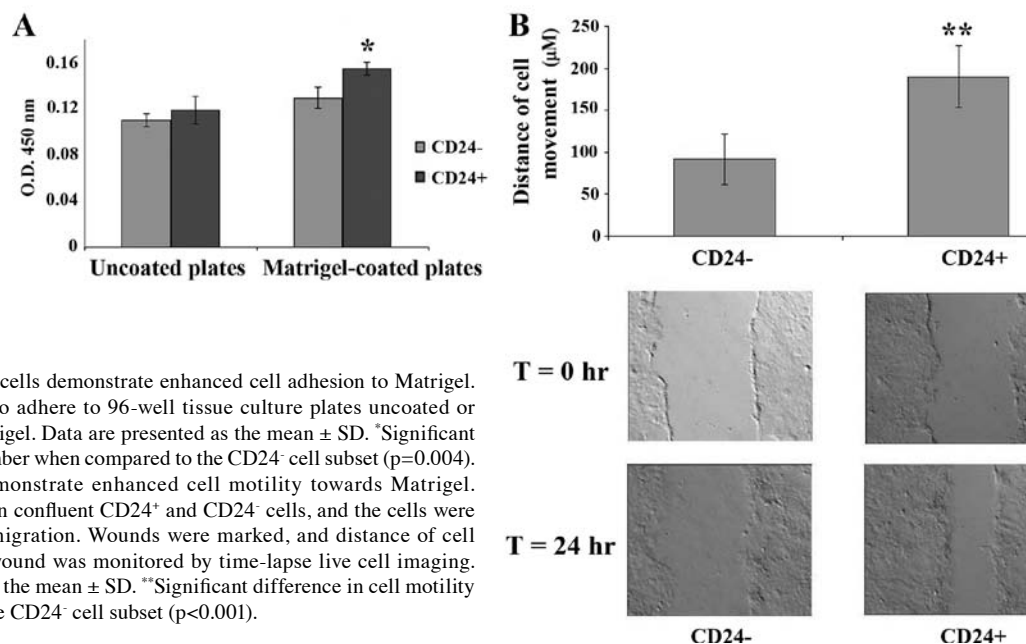 A
0.16
0.12
0.08
0.04
0
O.D. 450 nm
*
CD24-
CD24+
Uncoated plates Matrigel-coated plates
B
250
200
150
100
50
0
Distance of cell
movement (μM)
**
CD24- CD24+
T = 0 hr
T = 24 hr
CD24- CD24+
cells demonstrate enhanced cell adhesion to Matrigel.
o adhere to 96-well tissue culture plates uncoated or
rigel. Data are presented as the mean ± SD. *Significant
mber when compared to the CD24- cell subset (p=0.004).
monstrate enhanced cell motility towards Matrigel.
n confluent CD24+ and CD24- cells, and the cells were
migration. Wounds were marked, and distance of cell
wound was monitored by time-lapse live cell imaging.
the mean ± SD. **Significant difference in cell motility
e CD24- cell subset (p<0.001).